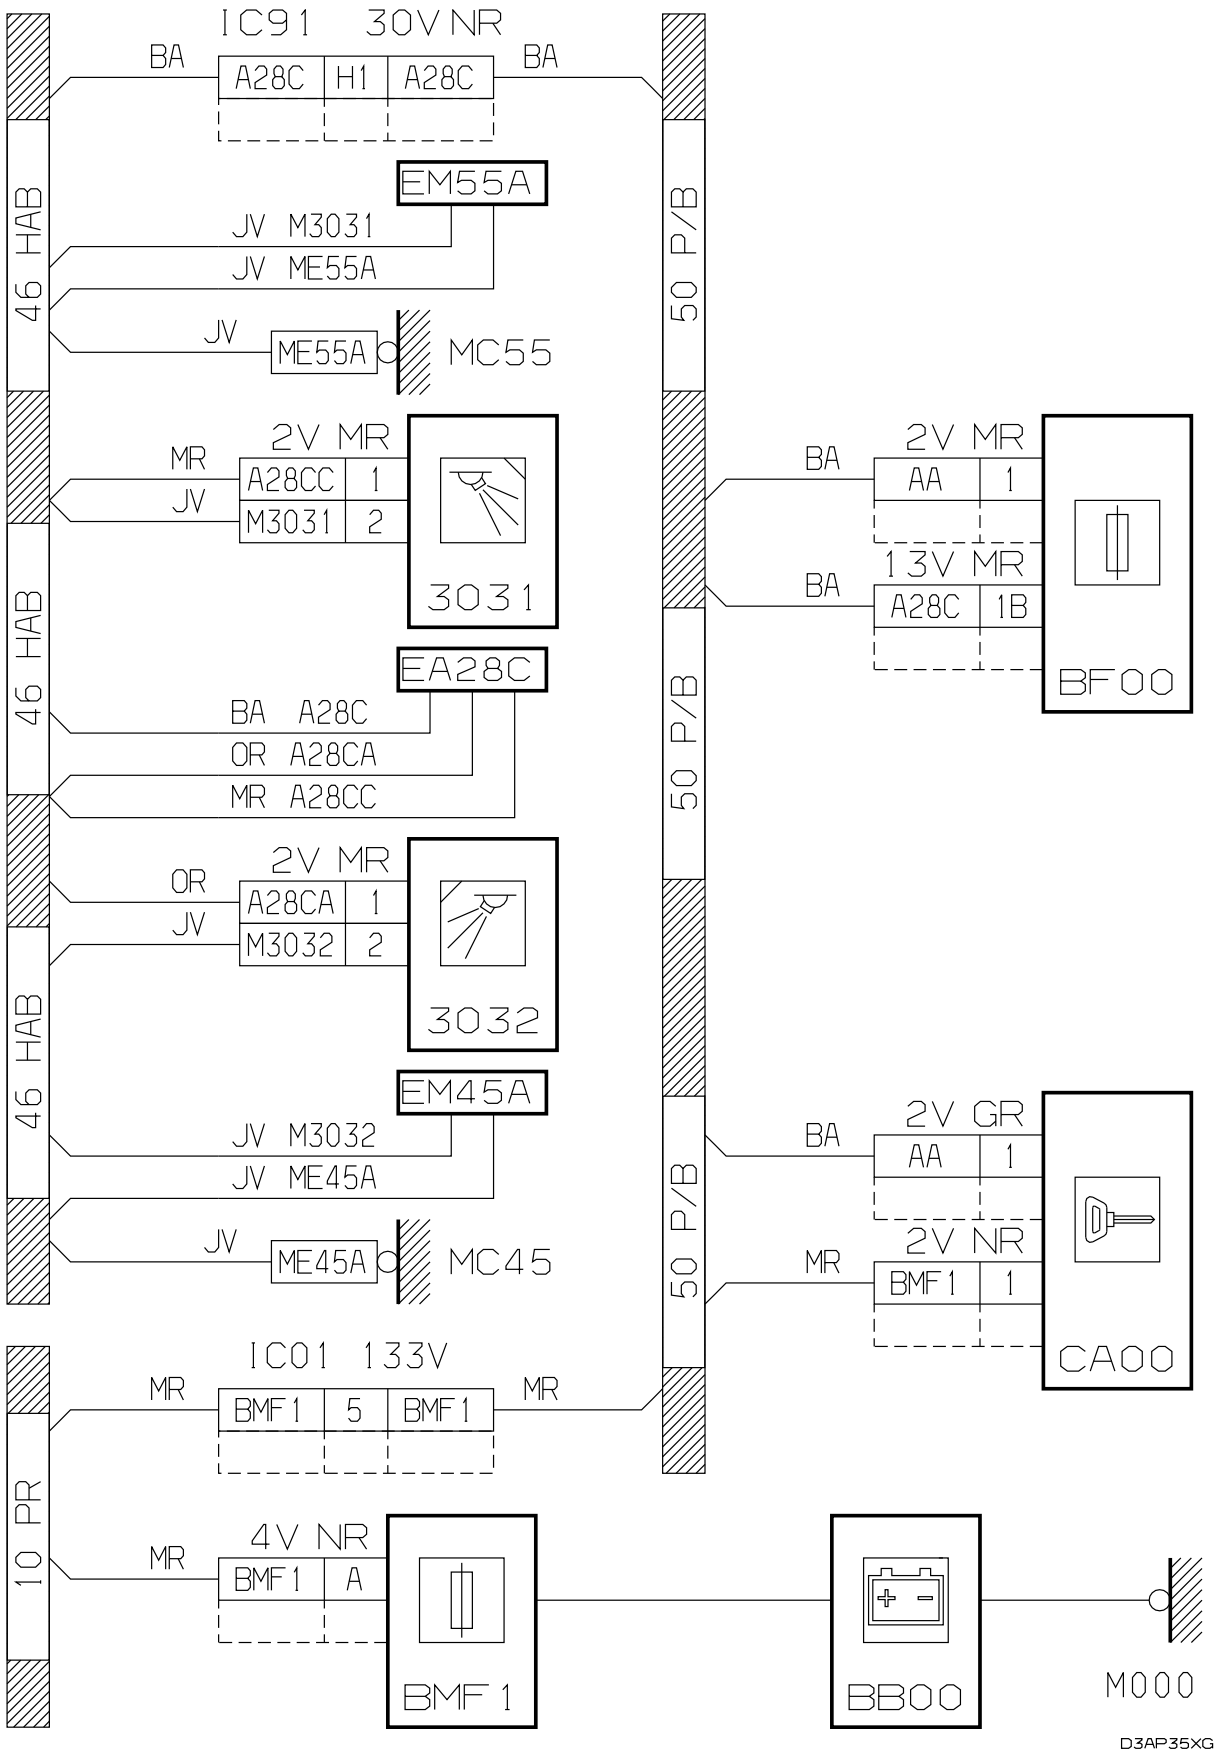 IC91 30V NR
BA
A28C H1 A28C
BA
46 HAB
50 P/B
EM55A
JV M3031
JV ME55A
JV
ME55A
MC55
2V MR
MR
A28CC 1
JV
M3031 2
3031
2V MR
BA
AA 1
13V MR
BA
A28C 1B
BF00
46 HAB
EA28C
BA A28C
OR A28CA
MR A28CC
50 P/B
2V MR
OR
A28CA 1
JV
M3032 2
3032
46 HAB
EM45A
JV M3032
JV ME45A
JV
ME45A
MC45
50 P/B
2V GR
BA
AA 1
2V NR
MR
BMF1 1
CA00
IC01 133V
MR
BMF1 5 BMF1
MR
10 PR
4V NR
MR
BMF1 A
BMF1
BB00
M000
D3AP35XG